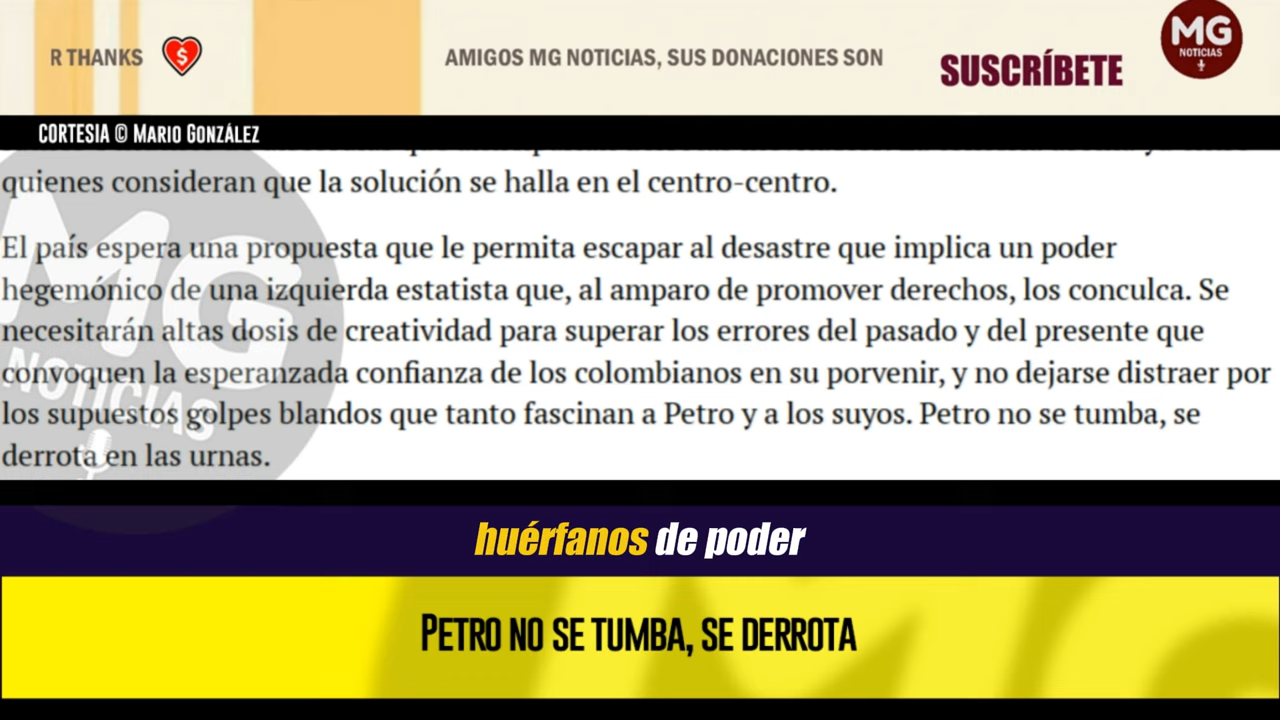 R THANKS
AMIGOS MG NOTICIAS, SUS DONACIONES SON
SUSCRÍBETE
MG
NOTICIAS
CORTESIA © MARIO GONZÁLEZ
quienes consideran que la solución se halla en el centro-centro.
El país espera una propuesta que le permita escapar al desastre que implica un poder
hegemónico de una izquierda estatista que, al amparo de promover derechos, los conculca. Se
necesitarán altas dosis de creatividad para superar los errores del pasado y del presente que
convoquen la esperanzada confianza de los colombianos en su porvenir, y no dejarse distraer por
los supuestos golpes blandos que tanto fascinan a Petro y a los suyos. Petro no se tumba, se
derrota en las urnas.
MG
NOTICIAS
huérfanos de poder
PETRO NO SE TUMBA, SE DERROTA